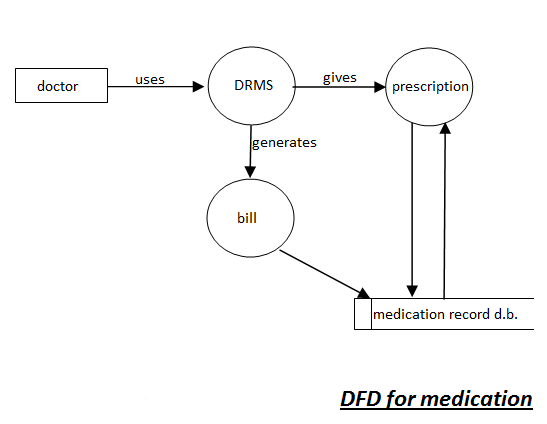 doctor
uses
DRMS
gives
prescription
generates
bill
medication record d.b.
DFD for medication